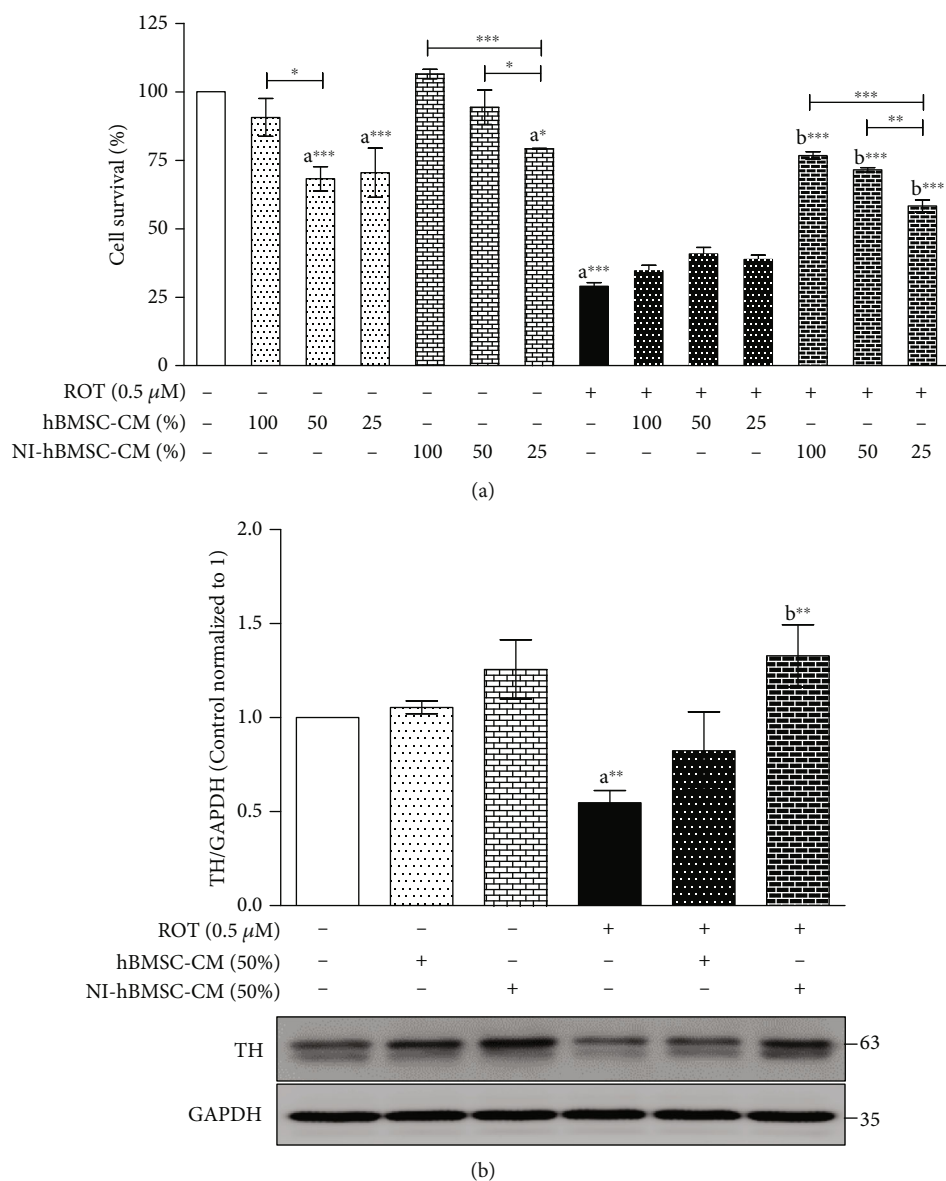 125
100
75
50
25
0
Cell survival (%)
*
***
*
***
**
a***
a***
a*
a***
b***
b***
b***
ROT (0.5 μM) – – – – – – – + + + + + + +
hBMSC-CM (%) – 100 50 25 – – – – 100 50 25 – – –
NI-hBMSC-CM (%) – – – – 100 50 25 – – – – 100 50 25
(a)
2.0
1.5
1.0
0.5
0.0
TH/GAPDH (Control normalized to 1)
a**
b**
ROT (0.5 μM) – – – + + +
hBMSC-CM (50%) – + – – + –
NI-hBMSC-CM (50%) – – + – – +
TH 63
GAPDH 35
(b)